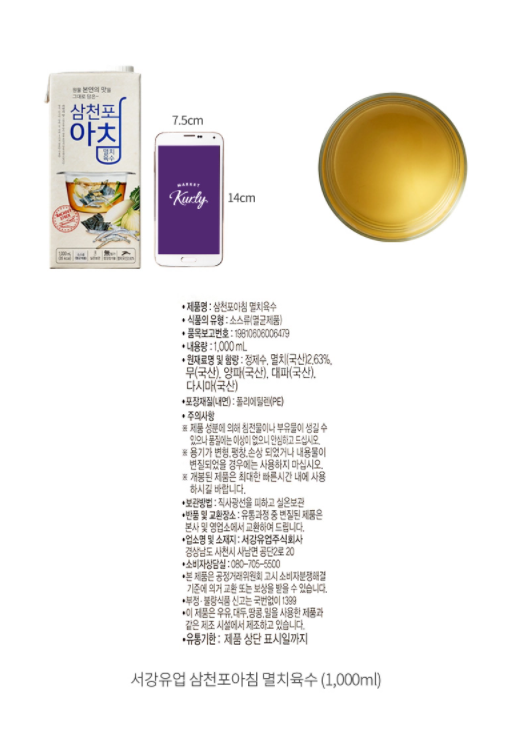 원물 본연의 맛을
그대로 담은~
삼천포
아침
멸치
육수
7.5cm
MARKET
Kurly
14cm
1,000 mL
• 제품명 : 삼천포아침 멸치육수
• 식품의 유형 : 소스류(멸균제품)
• 품목보고번호 : 19810606006479
• 내용량 : 1,000 mL
• 원재료명 및 함량 : 정제수, 멸치(국산)2.63%,
무(국산), 양파(국산), 대파(국산),
다시마(국산)
•포장재질(내면) : 폴리에틸렌(PE)
• 주의사항
※ 제품 성분에 의해 침전물이나 부유물이 생길 수
있으나 품질에는 이상이 없으니 안심하고 드십시오.
※ 용기가 변형,팽창,손상 되었거나 내용물이
변질되었을 경우에는 사용하지 마십시오.
※ 개봉된 제품은 최대한 빠른시간 내에 사용
하시길 바랍니다.
•보관방법 : 직사광선을 피하고 실온보관
•반품 및 교환장소 : 유통과정 중 변질된 제품은
본사 및 영업소에서 교환하여 드립니다.
•업소명 및 소재지 : 서강유업주식회사
경상남도 사천시 사남면 공단2로 20
•소비자상담실 : 080-705-5500
•본 제품은 공정거래위원회 고시 소비자분쟁해결
기준에 의거 교환 또는 보상을 받을 수 있습니다.
•부정·불량식품 신고는 국번없이 1399
•이 제품은 우유,대두,땅콩,밀을 사용한 제품과
같은 제조 시설에서 제조하고 있습니다.
•유통기한 : 제품 상단 표시일까지
서강유업 삼천포아침 멸치육수 (1,000ml)